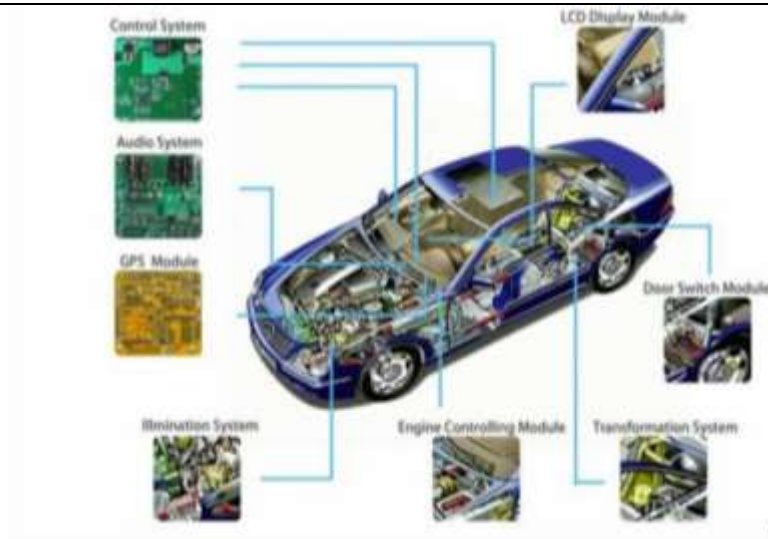 Control System
LCD Display Module
Audio System
GPS Module
Door Switch Module
Illmination System
Engine Controlling Module
Transformation System